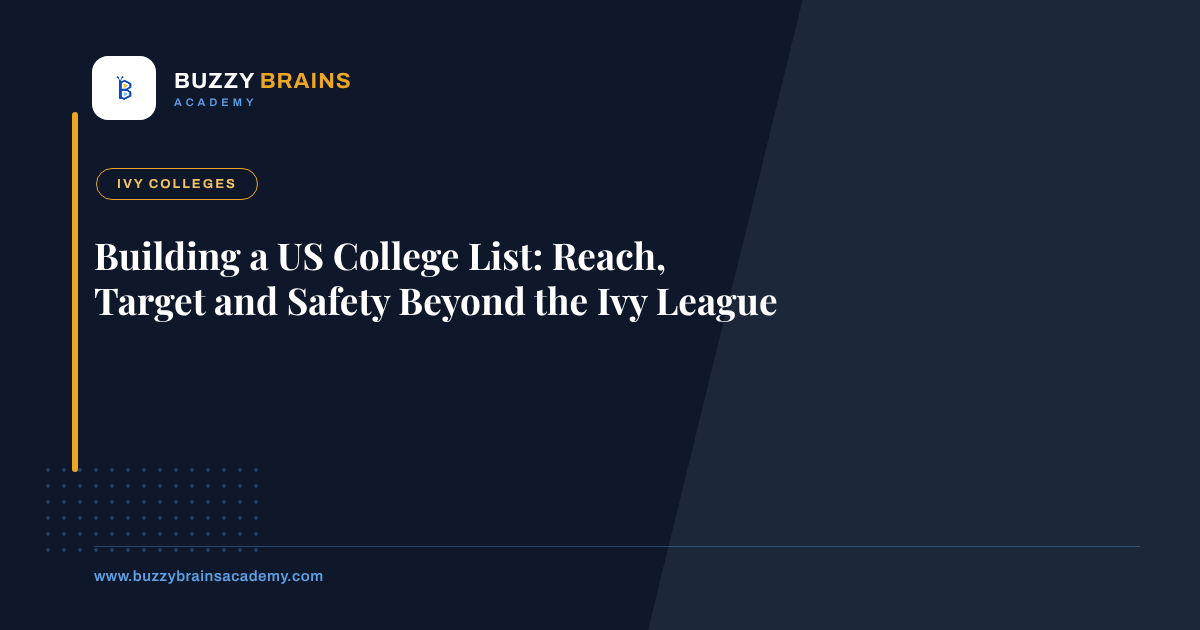 BUZZY BRAINS
ACADEMY
IVY COLLEGES
Building a US College List: Reach,
Target and Safety Beyond the Ivy League
www.buzzybrainsacademy.com